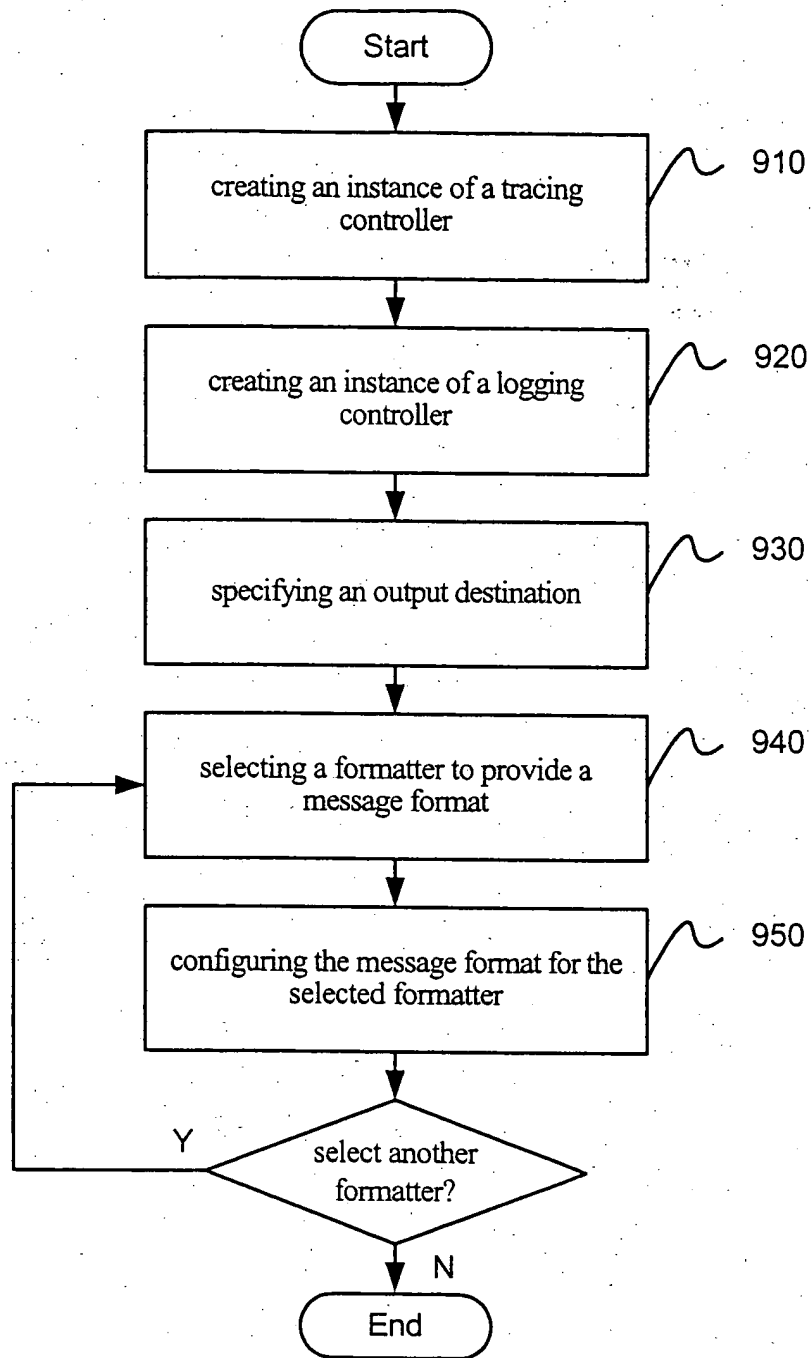 Start
creating an instance of a tracing
controller
910
creating an instance of a logging
controller
920
specifying an output destination
930
selecting a formatter to provide a
message format
940
configuring the message format for the
selected formatter
950
select another
formatter?
Y
N
End